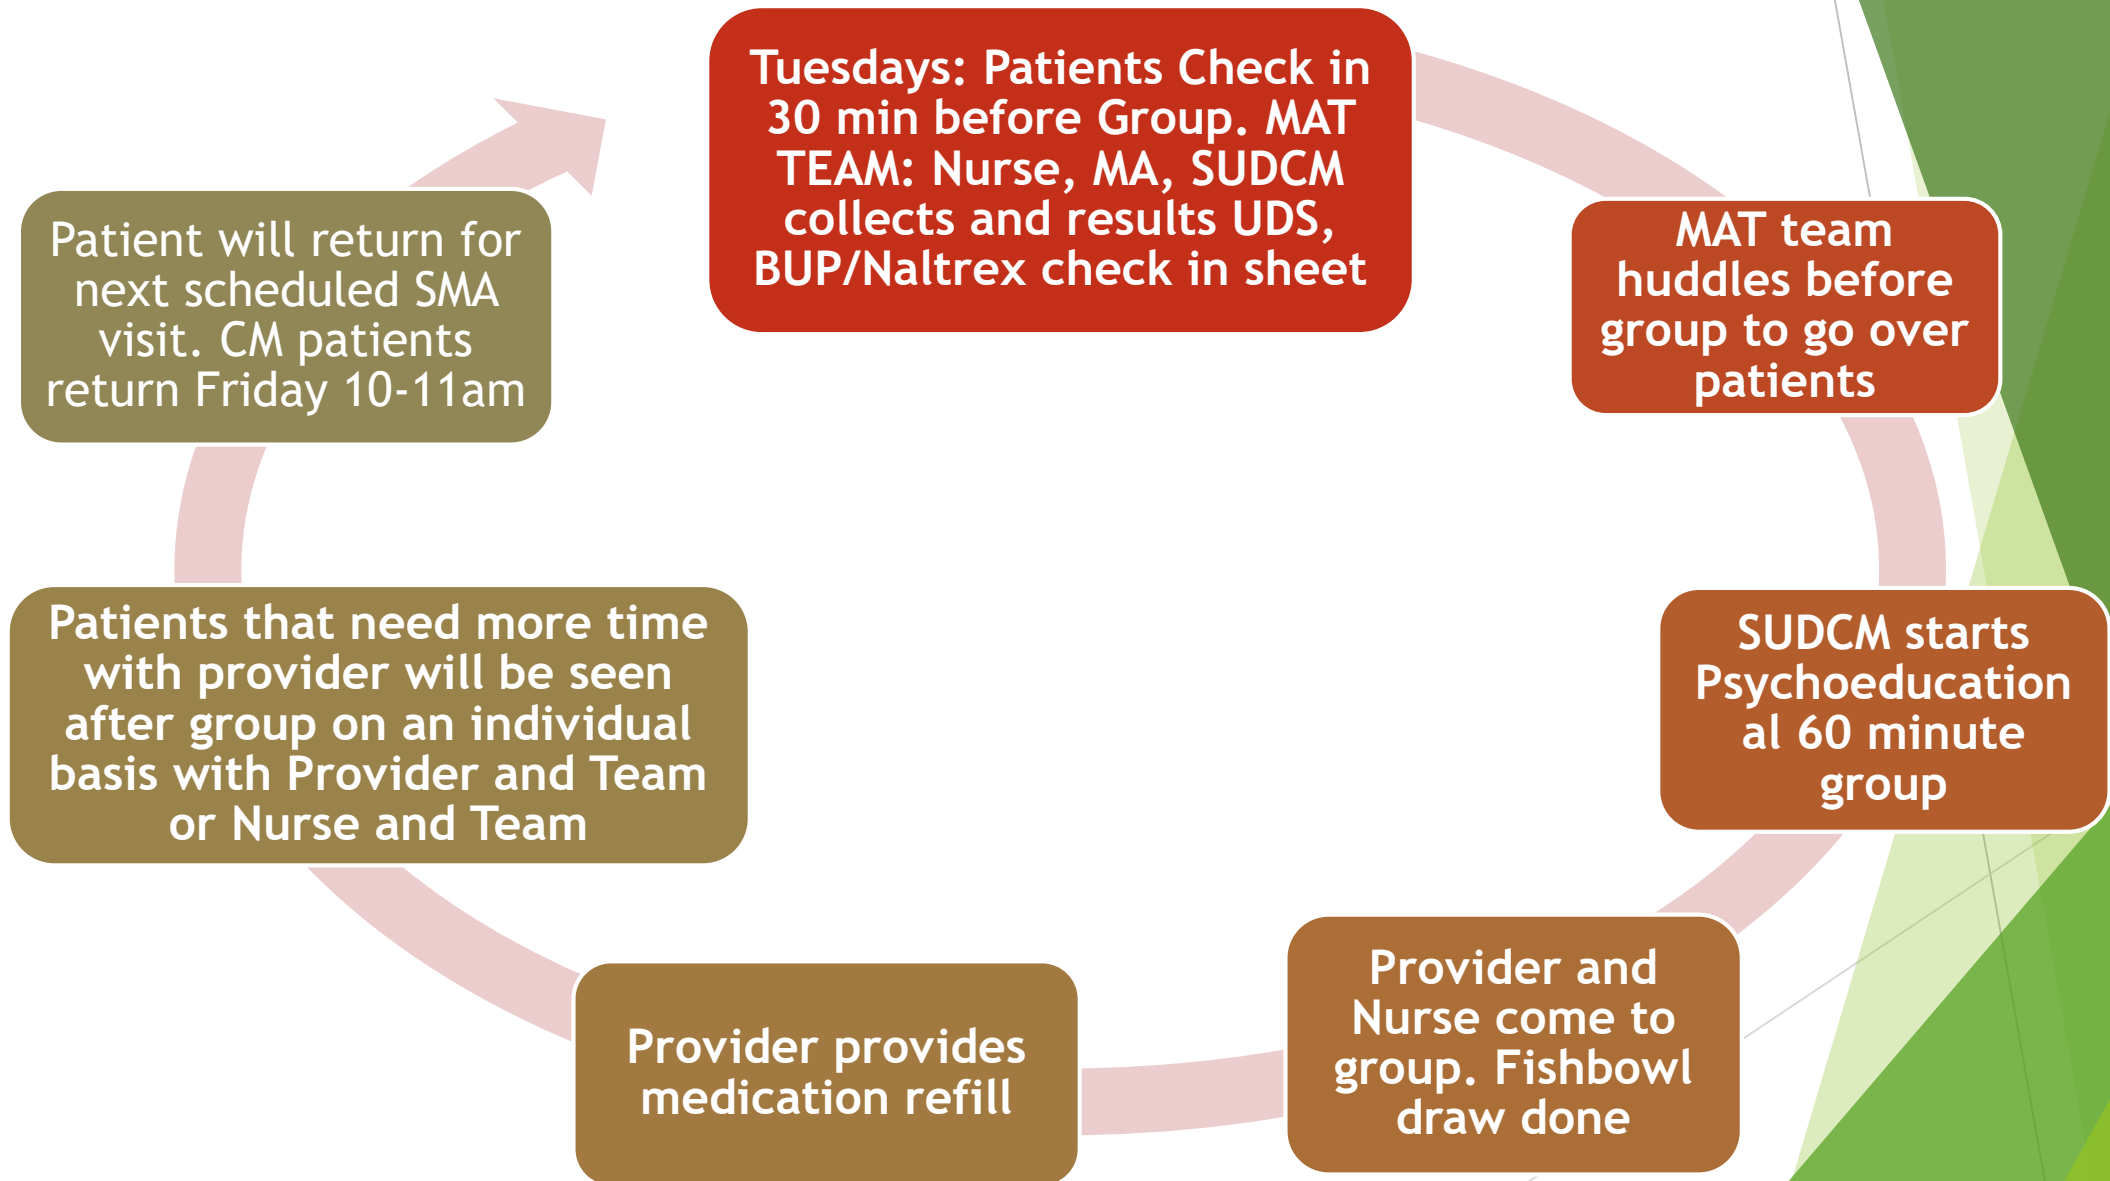 Tuesdays: Patients Check in
30 min before Group. MAT
TEAM: Nurse, MA, SUDCM
collects and results UDS,
BUP/Naltrex check in sheet
MAT team
huddles before
group to go over
patients
SUDCM starts
Psychoeducation
al 60 minute
group
Provider and
Nurse come to
group. Fishbowl
draw done
Provider provides
medication refill
Patients that need more time
with provider will be seen
after group on an individual
basis with Provider and Team
or Nurse and Team
Patient will return for
next scheduled SMA
visit. CM patients
return Friday 10-11am